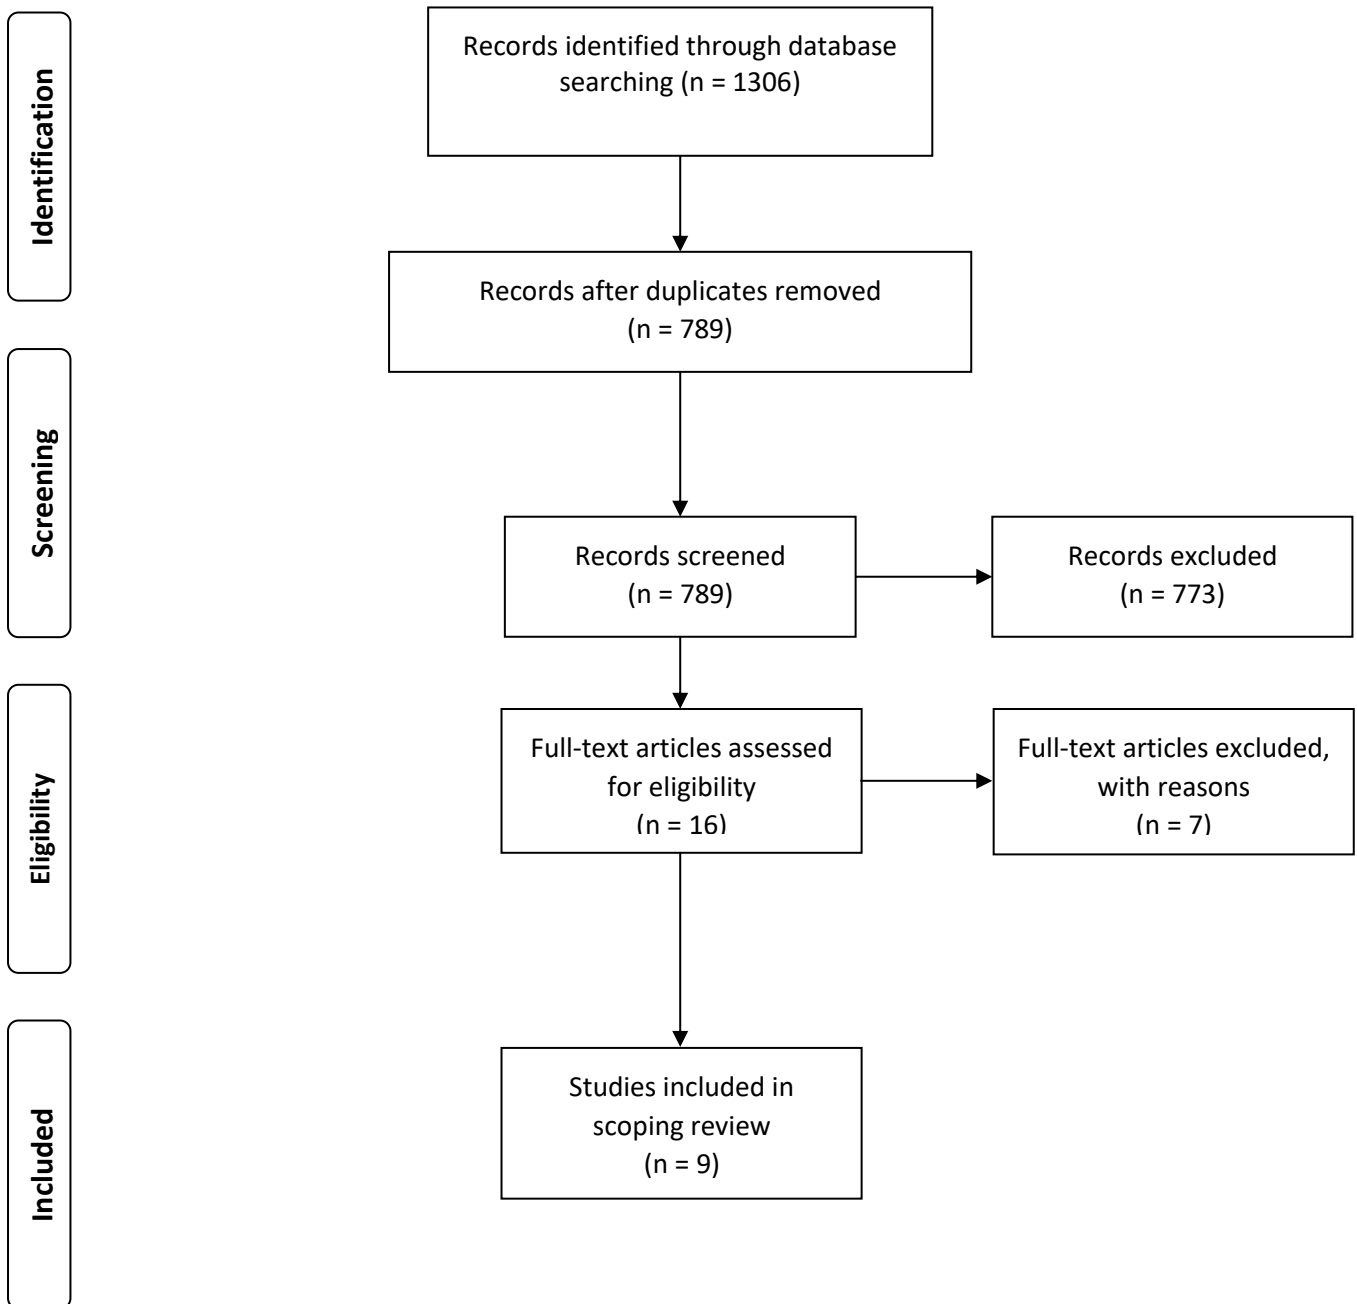 Identification
Records identified through database
searching (n = 1306)
Records after duplicates removed
(n = 789)
Screening
Records screened
(n = 789)
Records excluded
(n = 773)
Eligibility
Full-text articles assessed
for eligibility
(n = 16)
Full-text articles excluded,
with reasons
(n = 7)
Included
Studies included in
scoping review
(n = 9)